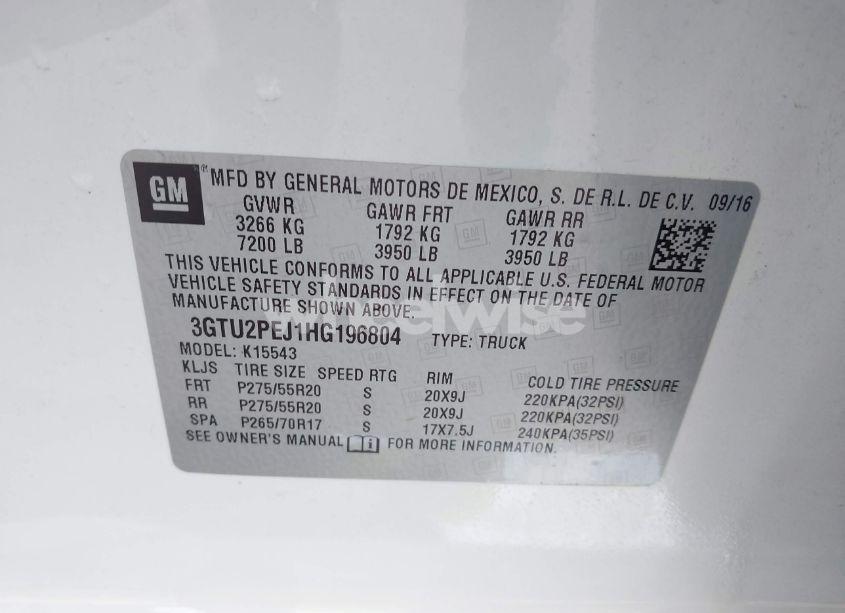 GM ® MFD BY GENERAL MOTORS DE MEXICO, S. DE R.L. DE C.V. 09/16
GVWR GAWR FRT GAWR RR
3266 KG 1792 KG 1792 KG
7200 LB 3950 LB 3950 LB
THIS VEHICLE CONFORMS TO ALL APPLICABLE U.S. FEDERAL MOTOR
VEHICLE SAFETY STANDARDS IN EFFECT ON THE DATE OF
MANUFACTURE SHOWN ABOVE.
wheelwise
3GTU2PEJ1HG196804 TYPE: TRUCK
MODEL: K15543
KLJS TIRE SIZE SPEED RTG RIM COLD TIRE PRESSURE
FRT P275/55R20 S 20X9J 220KPA(32PSI)
RR P275/55R20 S 20X9J 220KPA(32PSI)
SPA P265/70R17 S 17X7.5J 240KPA(35PSI)
SEE OWNER'S MANUAL i FOR MORE INFORMATION.